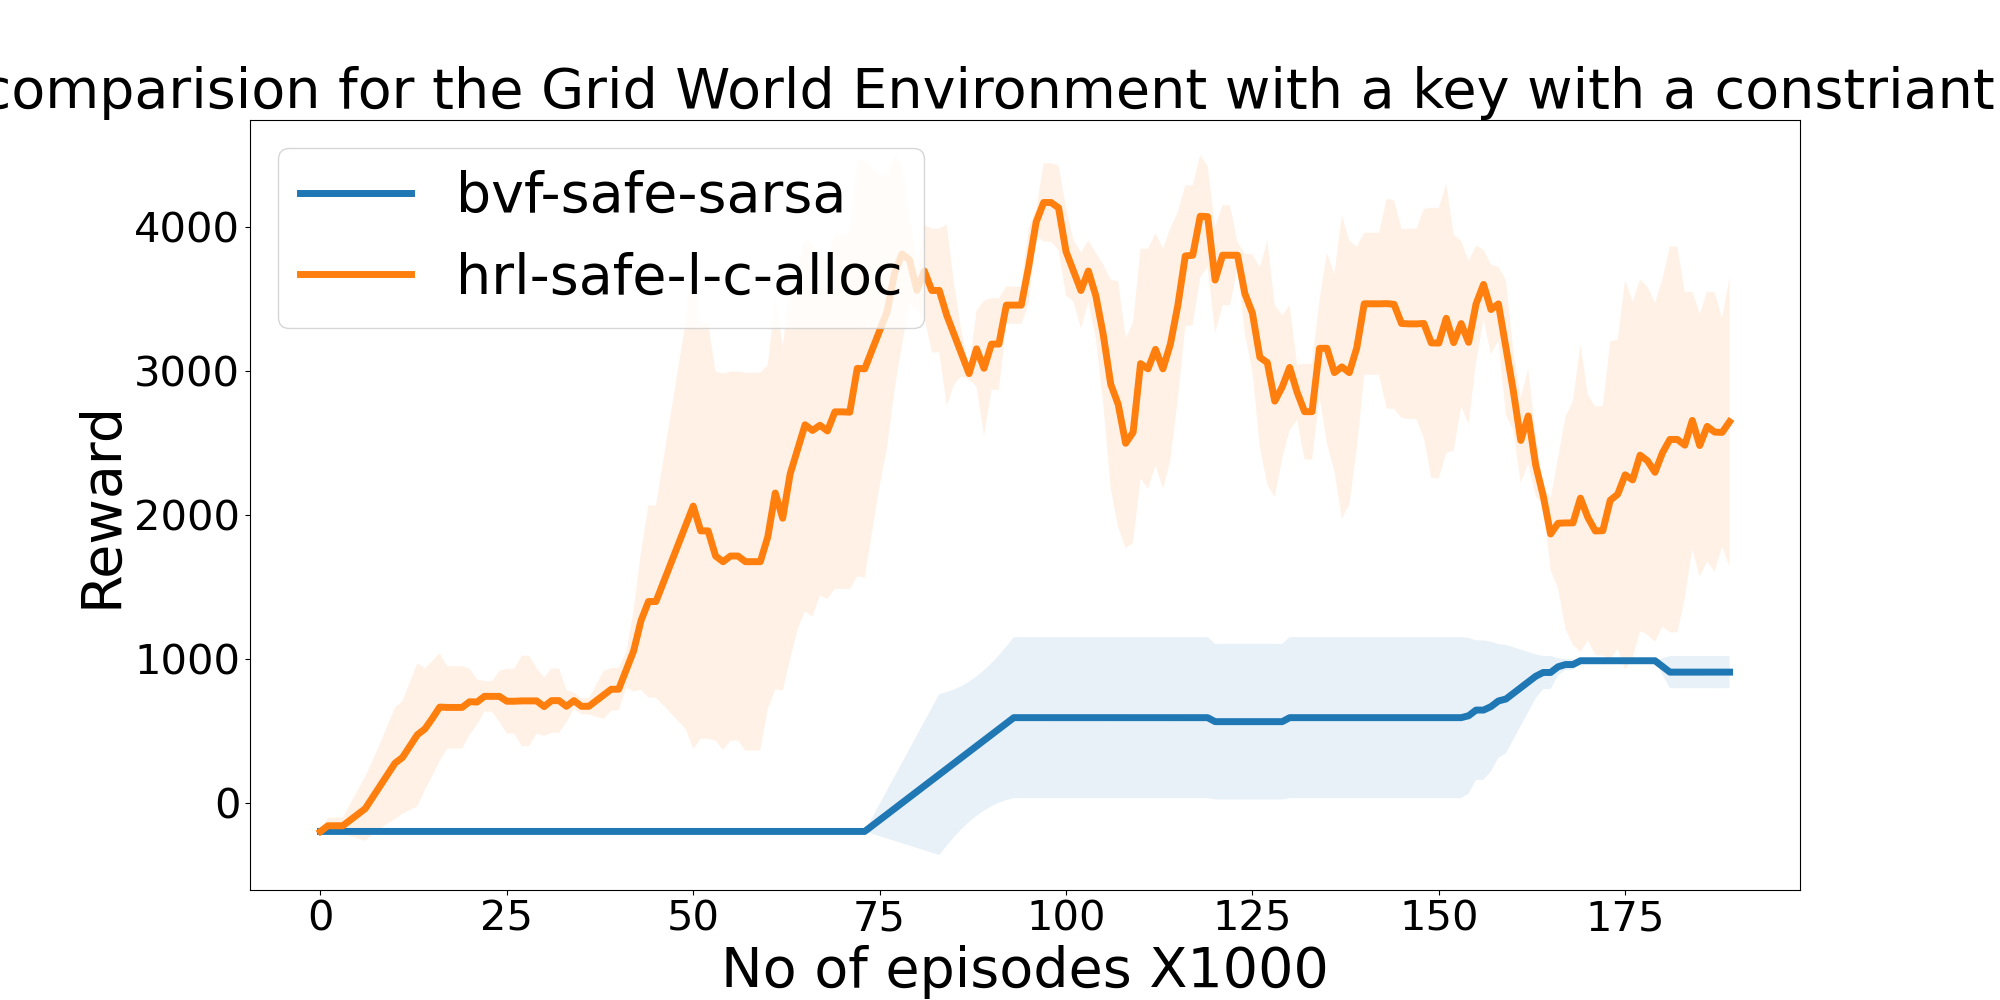 comparision for the Grid World Environment with a key with a constriant
bvf-safe-sarsa
hrl-safe-l-c-alloc
Reward
4000
3000
2000
1000
0
0 25 50 75 100 125 150 175
No of episodes X1000